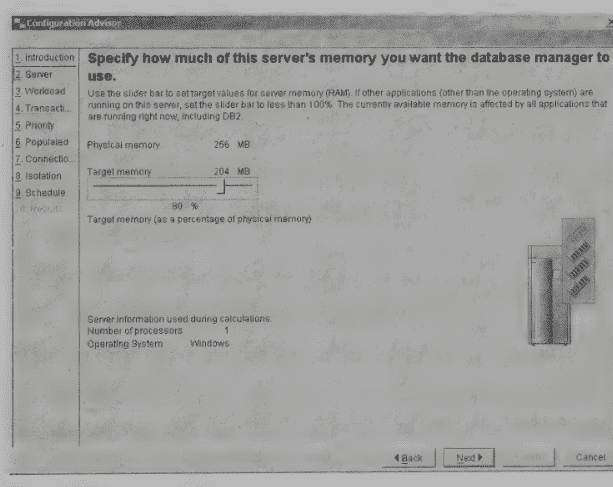 Configuration Advisor
1. Introduction
2. Server
3. Workload
4. Transacti...
5. Priority
6. Populated
7. Connectio...
8. Isolation
9. Schedule
Specify how much of this server's memory you want the database manager to
use.
Use the slider bar to set target values for server memory (RAM). If other applications (other than the operating system) are
running on this server, set the slider bar to less than 100%. The currently available memory is affected by all applications that
are running right now, including DB2.
Physical memory 256 MB
Target memory 204 MB
80 %
Target memory (as a percentage of physical memory)
Server information used during calculations:
Number of processors 1
Operating System Windows
Back
Next
Cancel